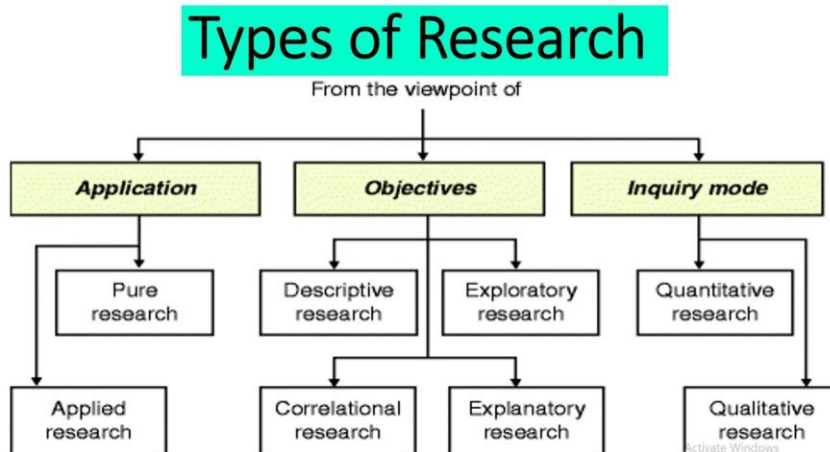 Types of Research
From the viewpoint of
Application
Objectives
Inquiry mode
Pure
research
Descriptive
research
Exploratory
research
Quantitative
research
Applied
research
Correlational
research
Explanatory
research
Qualitative
research
Activate Windows